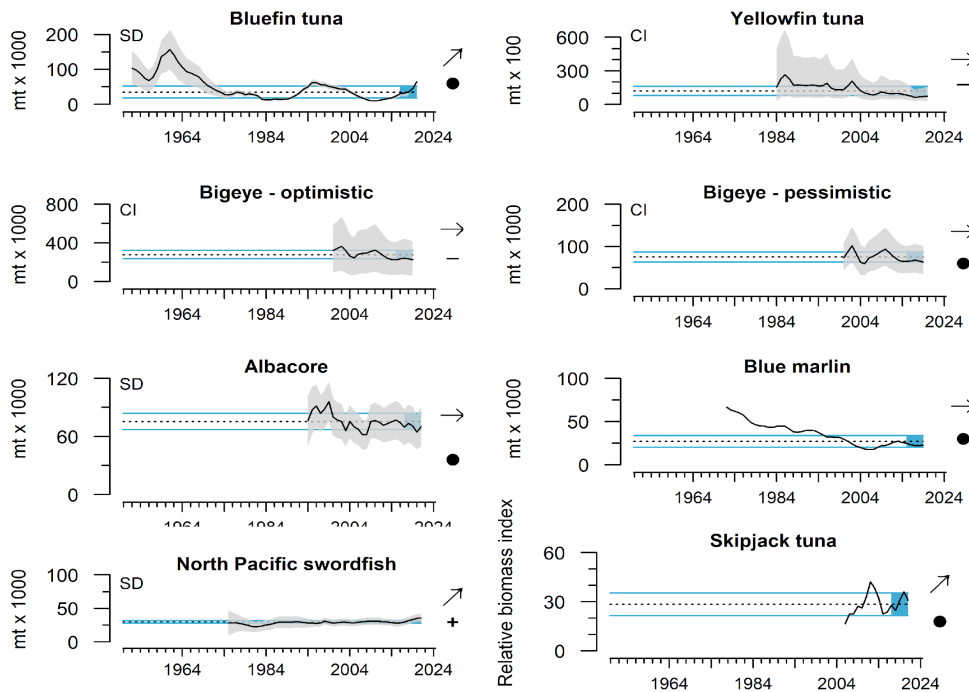 Bluefin tuna
mt x 1000
SD
200
100
0
1964
1984
2004
2024
Yellowfin tuna
mt x 100
CI
600
300
0
1964
1984
2004
2024
Bigeye - optimistic
mt x 1000
CI
800
400
0
1964
1984
2004
2024
Bigeye - pessimistic
mt x 1000
CI
200
100
0
1964
1984
2004
2024
Albacore
mt x 1000
SD
120
60
0
1964
1984
2004
2024
Blue marlin
mt x 1000
100
50
0
1964
1984
2004
2024
North Pacific swordfish
mt x 1000
SD
100
50
0
1964
1984
2004
2024
Skipjack tuna
Relative biomass index
60
30
0
1964
1984
2004
2024